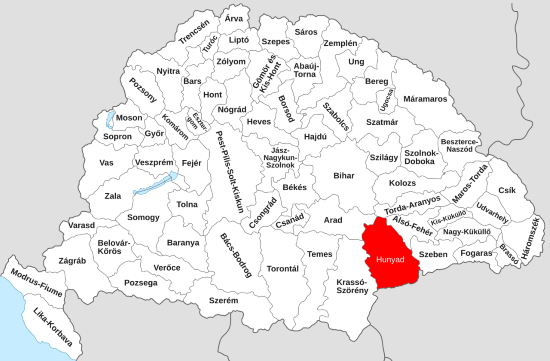 Árva
Trencsén
Turóc
Liptó
Szepes
Sáros
Zemplén
Zólyom
Gömör és
Kis-Hont
Abaúj-
Torna
Ung
Nyitra
Bars
Bereg
Pozsony
Hont
Ugocsa
Máramaros
Nógrád
Borsod
Szabolcs
Moson
Komárom
Eszter-
gom
Heves
Szatmár
Sopron
Győr
Hajdú
Pest-Pilis-Solt-Kiskun
Jász-
Nagykun-
Szolnok
Szilágy
Szolnok-
Doboka
Beszterce-
Naszód
Vas
Veszprém
Fejér
Bihar
Kolozs
Maros-Torda
Csík
Békés
Zala
Tolna
Csongrád
Torda-Aranyos
Udvarhely
Somogy
Csanád
Arad
Alsó-Fehér
Kis-Küküllő
Nagy-Küküllő
Háromszék
Varasd
Belovár-
Kőrös
Baranya
Bács-Bodrog
Temes
Hunyad
Szeben
Fogaras
Brassó
Zágráb
Verőce
Torontál
Modrus-Fiume
Pozsega
Krassó-
Szörény
Szerém
Lika-Korbava